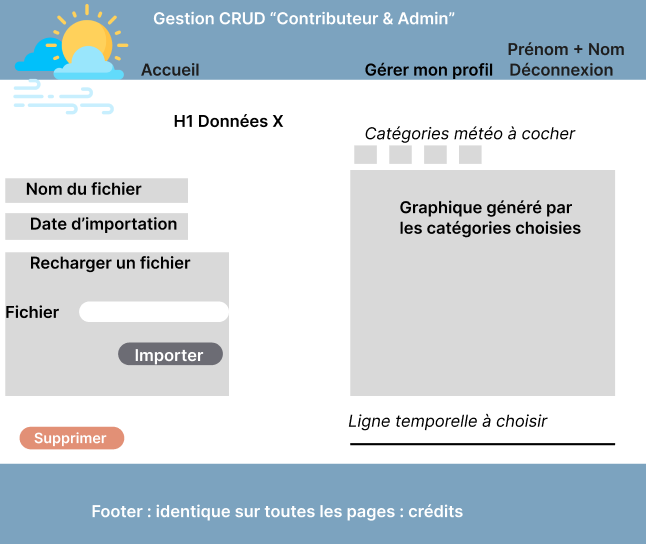 Gestion CRUD “Contributeur & Admin”
Prénom + Nom
Accueil
Gérer mon profil
Déconnexion
H1 Données X
Catégories météo à cocher
Nom du fichier
Date d’importation
Recharger un fichier
Fichier
Importer
Supprimer
Graphique généré par
les catégories choisies
Ligne temporelle à choisir
Footer : identique sur toutes les pages : crédits